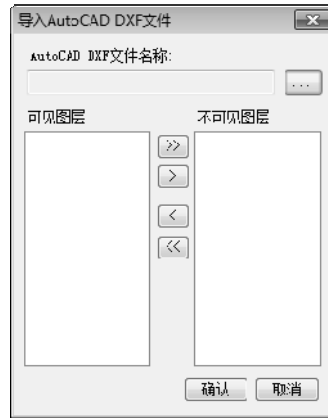 导入AutoCAD DXF文件
AutoCAD DXF文件名称:
...
可见图层 不可见图层
>>
>
<
<<
确认 取消